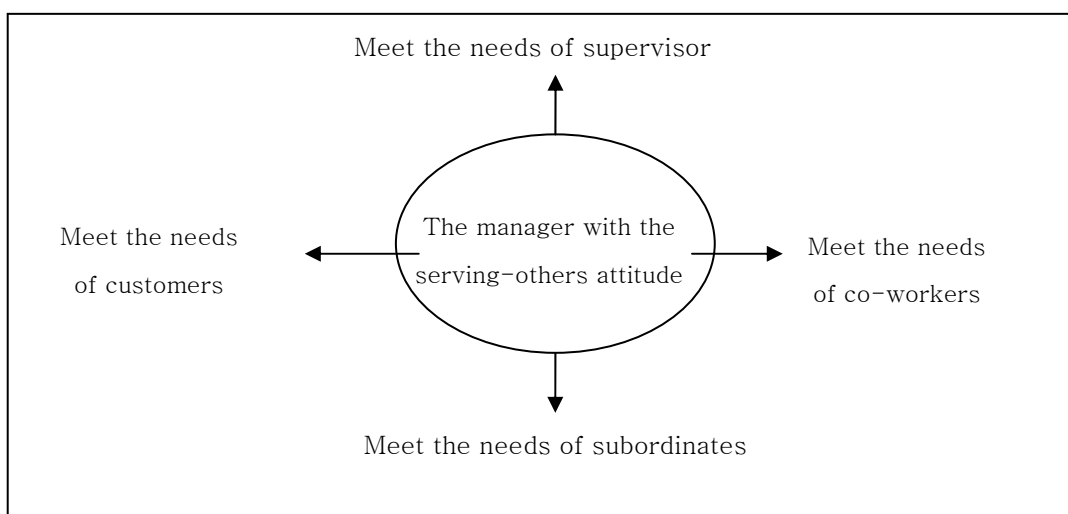 Meet the needs of supervisor
Meet the needs
of customers
The manager with the
serving-others attitude
Meet the needs
of co-workers
Meet the needs of subordinates